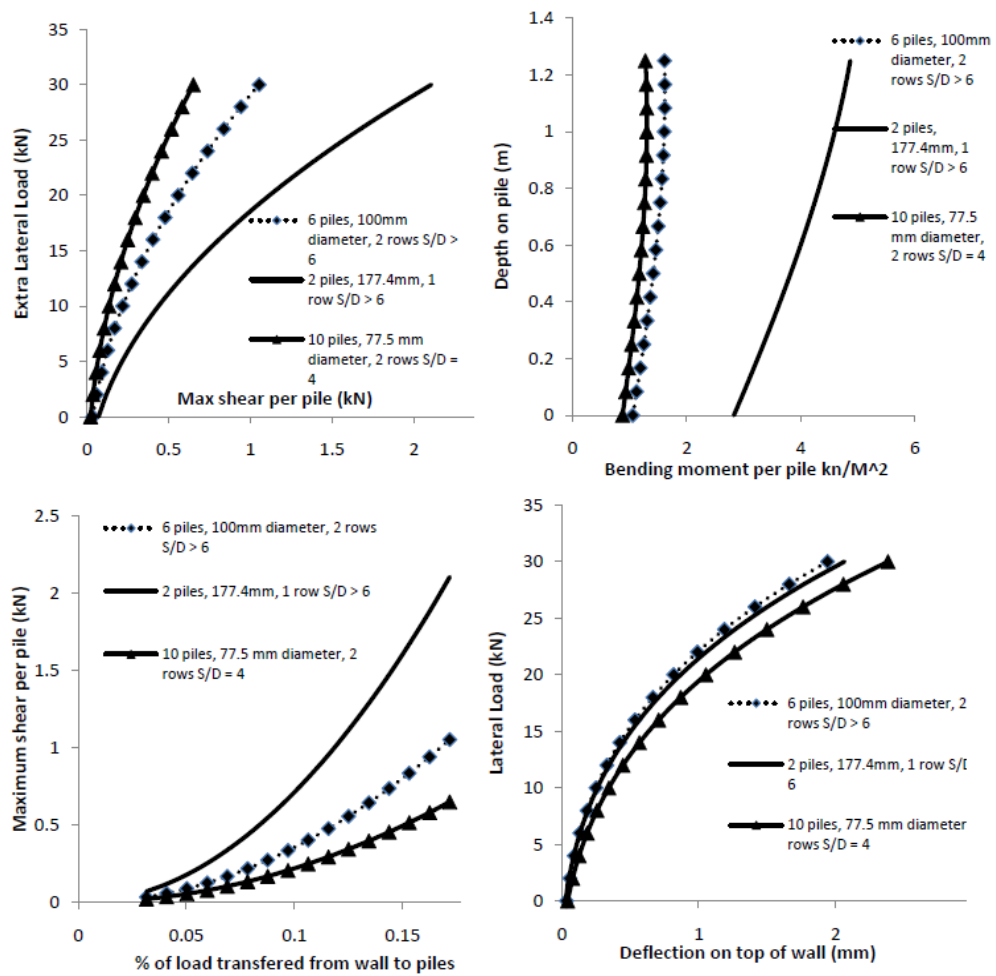 35
30
25
20
15
10
5
0
Extra Lateral Load (kN)
6 piles, 100mm
diameter, 2 rows S/D >
6
2 piles, 177.4mm, 1
row S/D > 6
10 piles, 77.5 mm
diameter, 2 rows S/D =
4
Max shear per pile (kN)
0 0.5 1 1.5 2
1.4
1.2
1
0.8
0.6
0.4
0.2
0
Depth on pile (m)
6 piles, 100mm
diameter, 2
rows S/D > 6
2 piles,
177.4mm, 1
row S/D > 6
10 piles, 77.5
mm diameter,
2 rows S/D = 4
0 2 4 6
Bending moment per pile kn/M^2
2.5
2
1.5
1
0.5
0
Maximum shear per pile (kN)
6 piles, 100mm diameter, 2 rows
S/D > 6
2 piles, 177.4mm, 1 row S/D > 6
10 piles, 77.5 mm diameter, 2
rows S/D = 4
0 0.05 0.1 0.15
% of load transfered from wall to piles
35
30
25
20
15
10
5
0
Lateral Load (kN)
6 piles, 100mm diameter, 2
rows S/D > 6
2 piles, 177.4mm, 1 row S/D
6
10 piles, 77.5 mm diameter
rows S/D = 4
0 1 2
Deflection on top of wall (mm)